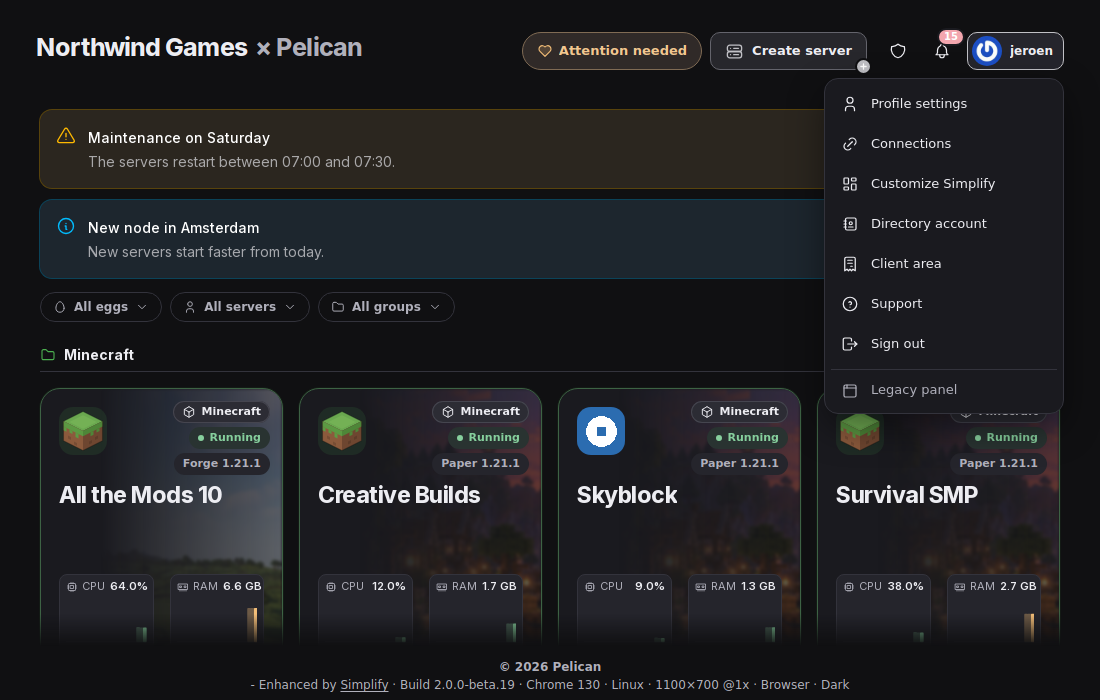 Northwind Games × Pelican
Attention needed
Create server
15
jeroen
Profile settings
Connections
Customize Simplify
Directory account
Client area
Support
Sign out
Legacy panel
Maintenance on Saturday
The servers restart between 07:00 and 07:30.
New node in Amsterdam
New servers start faster from today.
All eggs
All servers
All groups
Minecraft
Minecraft
Running
Forge 1.21.1
All the Mods 10
CPU 64.0%
RAM 6.6 GB
Minecraft
Running
Paper 1.21.1
Creative Builds
CPU 12.0%
RAM 1.7 GB
Minecraft
Running
Paper 1.21.1
Skyblock
CPU 9.0%
RAM 1.3 GB
Minecraft
Running
Paper 1.21.1
Survival SMP
CPU 38.0%
RAM 2.7 GB
© 2026 Pelican
- Enhanced by Simplify · Build 2.0.0-beta.19 · Chrome 130 · Linux · 1100×700 @1x · Browser · Dark